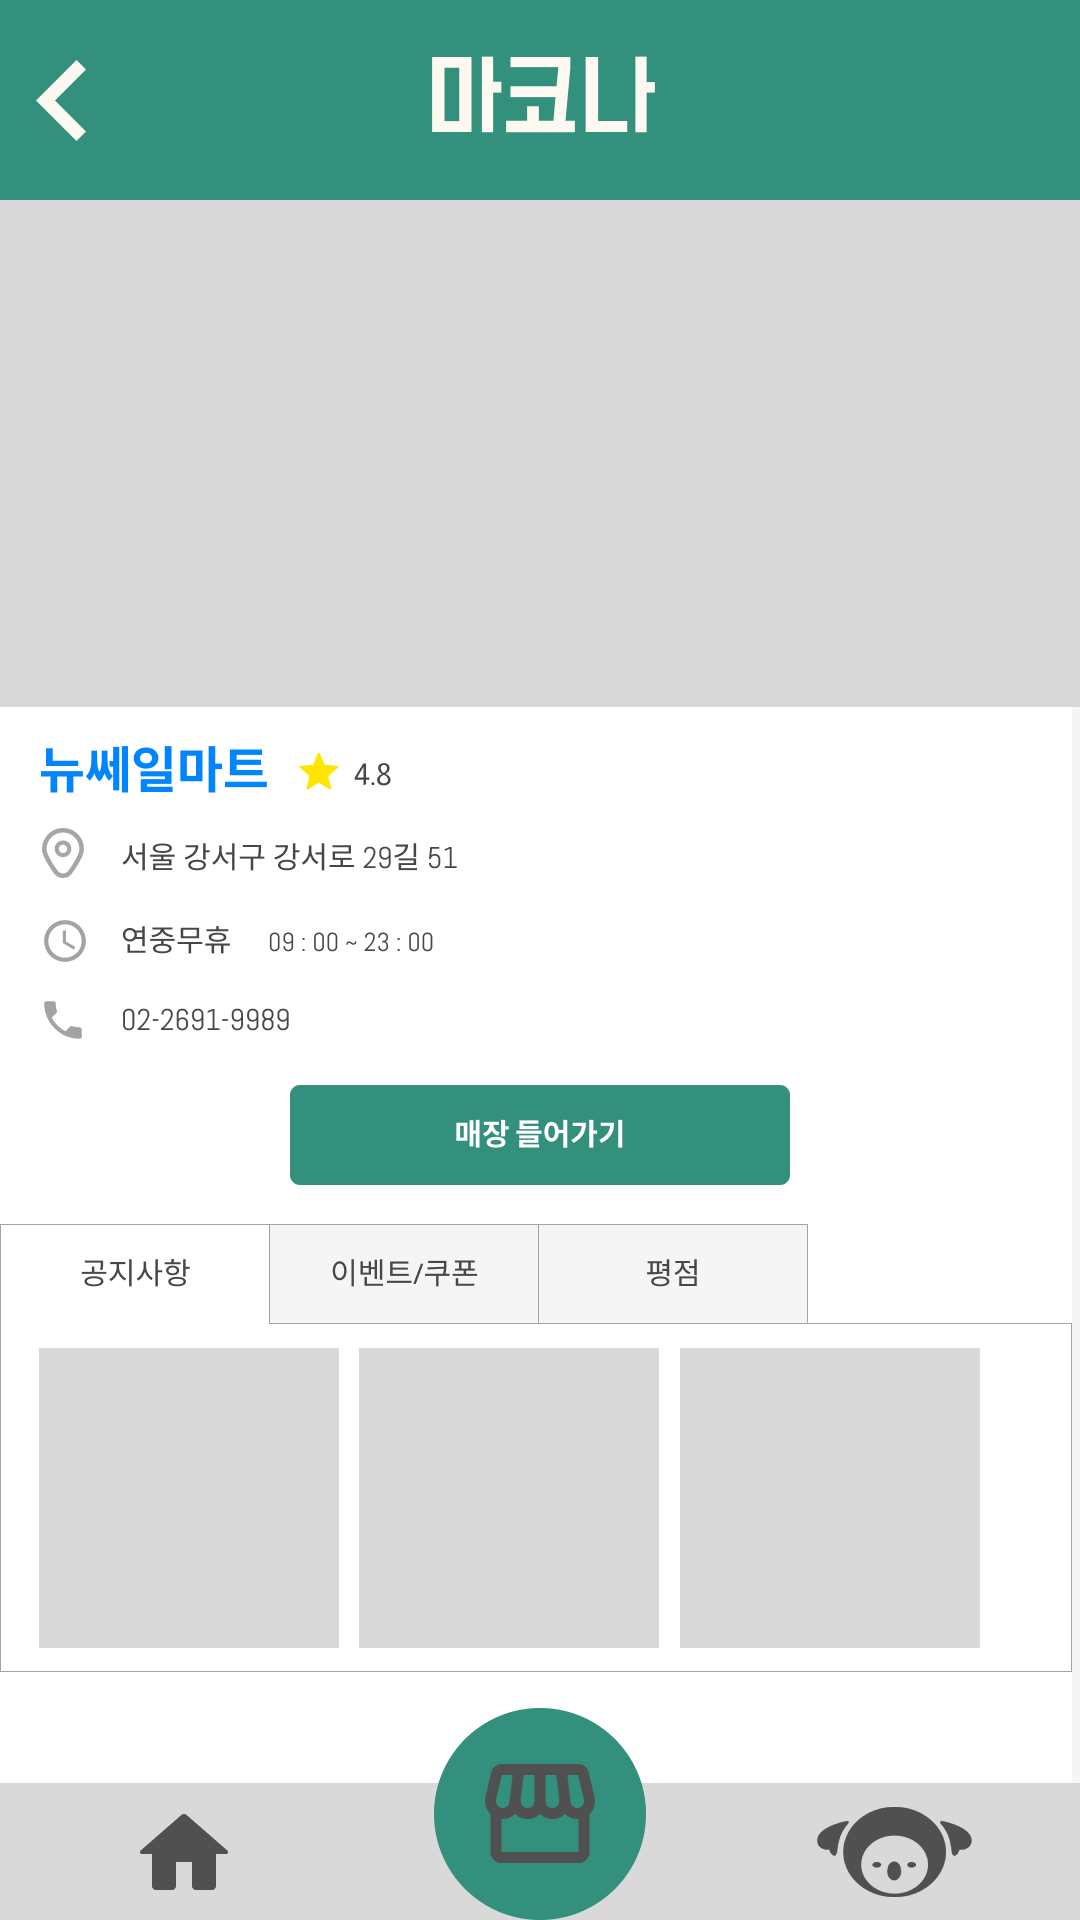 마코나
뉴쎄일마트 4.8
서울 강서구 강서로 29길 51
연중무휴 09 : 00 ~ 23 : 00
02-2691-9989
매장 들어가기
공지사항 이벤트/쿠폰 평점